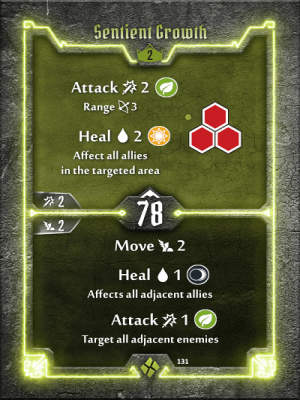 Sentient Growth
2
Attack 2
Range 3
Heal 2
Affect all allies
in the targeted area
2
78
2
Move 2
Heal 1
Affects all adjacent allies
Attack 1
Target all adjacent enemies
131